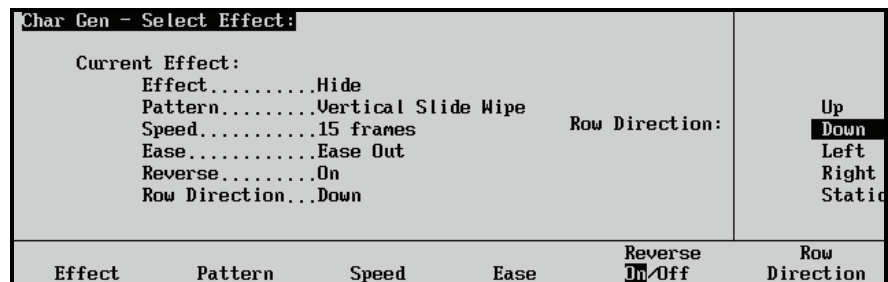 Char Gen - Select Effect:
Current Effect:
Effect..........Hide
Pattern.........Vertical Slide Wipe
Speed...........15 frames
Ease............Ease Out
Reverse.........On
Row Direction...Down
Row Direction:
Up
Down
Left
Right
Static
Effect Pattern Speed Ease Reverse On/Off Row Direction